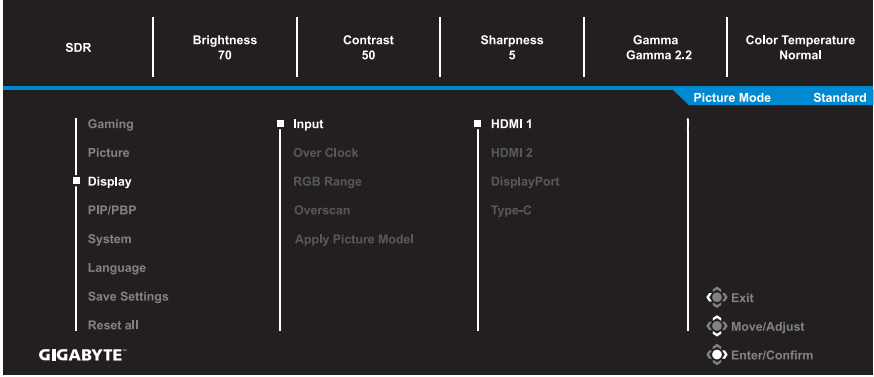 SDR
Brightness
70
Contrast
50
Sharpness
5
Gamma
Gamma 2.2
Color Temperature
Normal
Picture Mode Standard
Gaming
Picture
Display
PIP/PBP
System
Language
Save Settings
Reset all
Input
Over Clock
RGB Range
Overscan
Apply Picture Model
HDMI 1
HDMI 2
DisplayPort
Type-C
Exit
Move/Adjust
Enter/Confirm
GIGABYTE